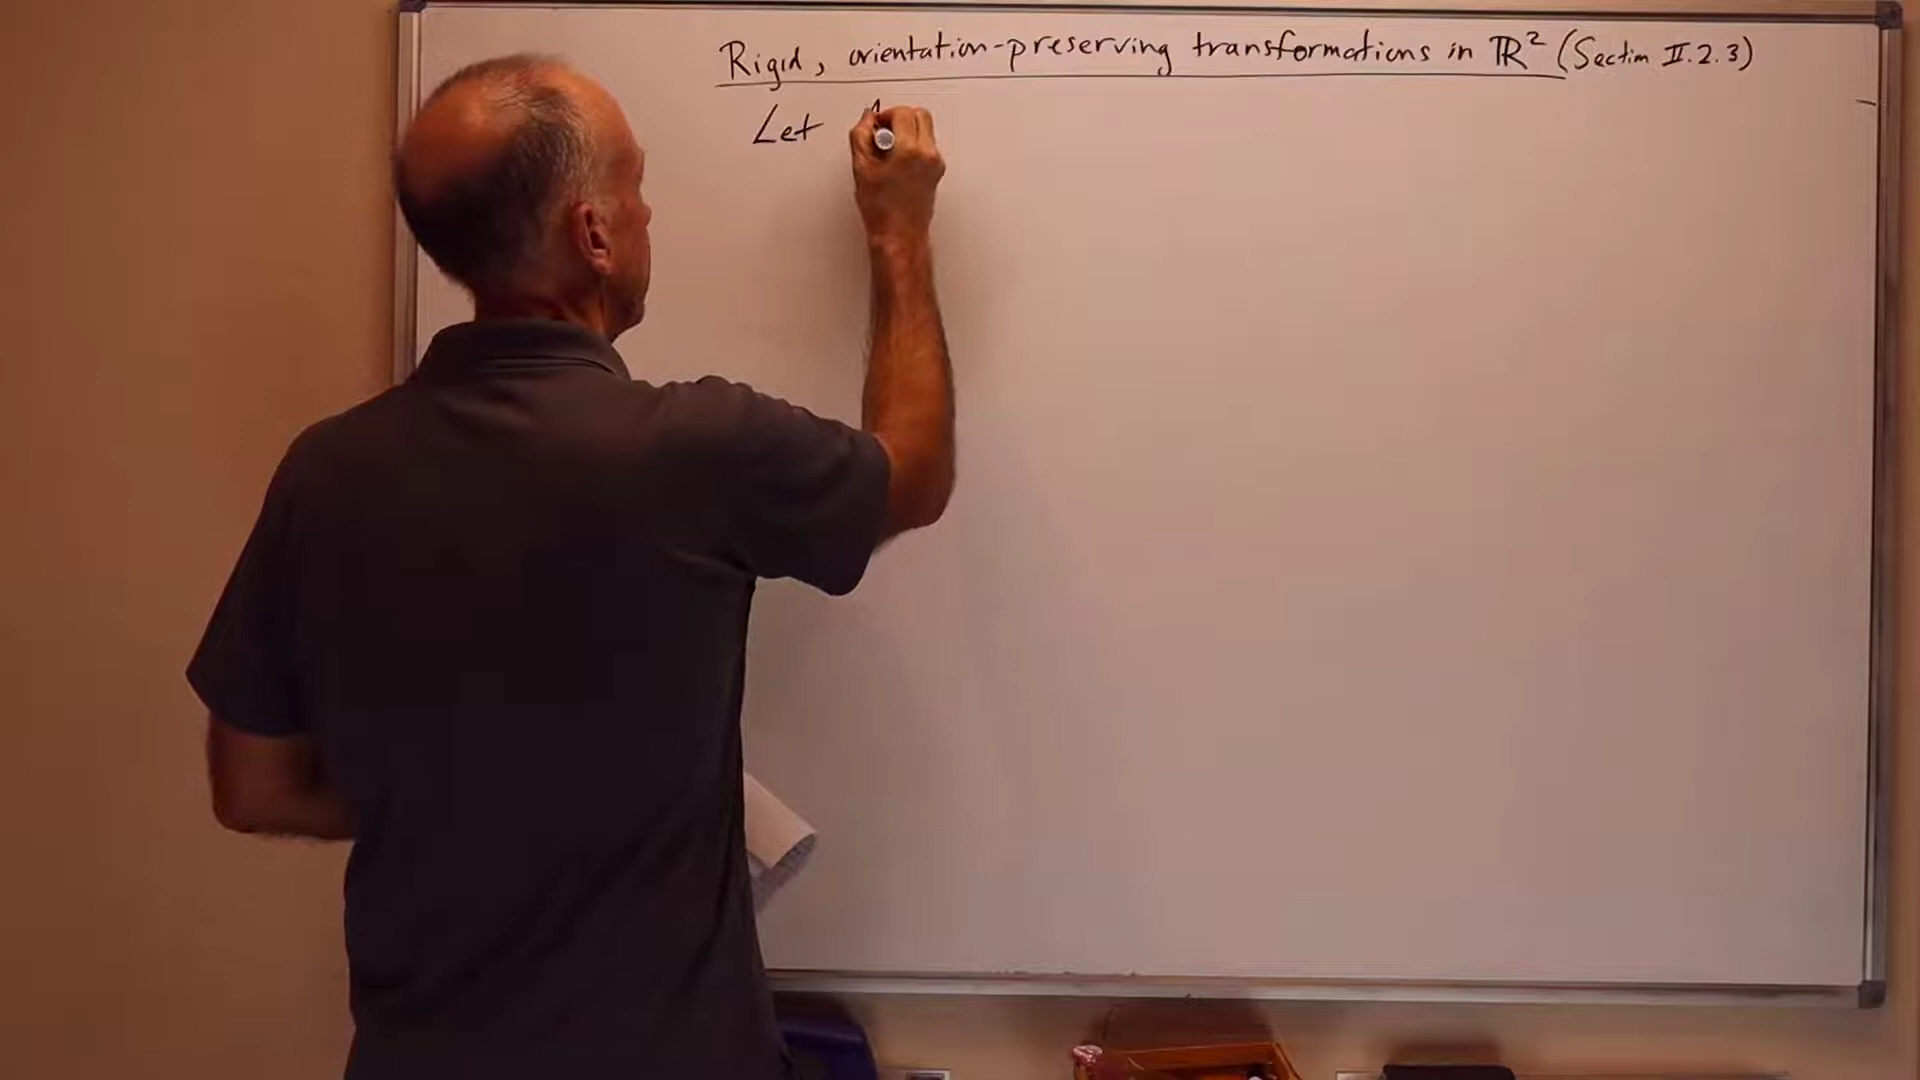 Rigid, orientation-preserving transformations in ℝ² (Section II.2.3)
Let